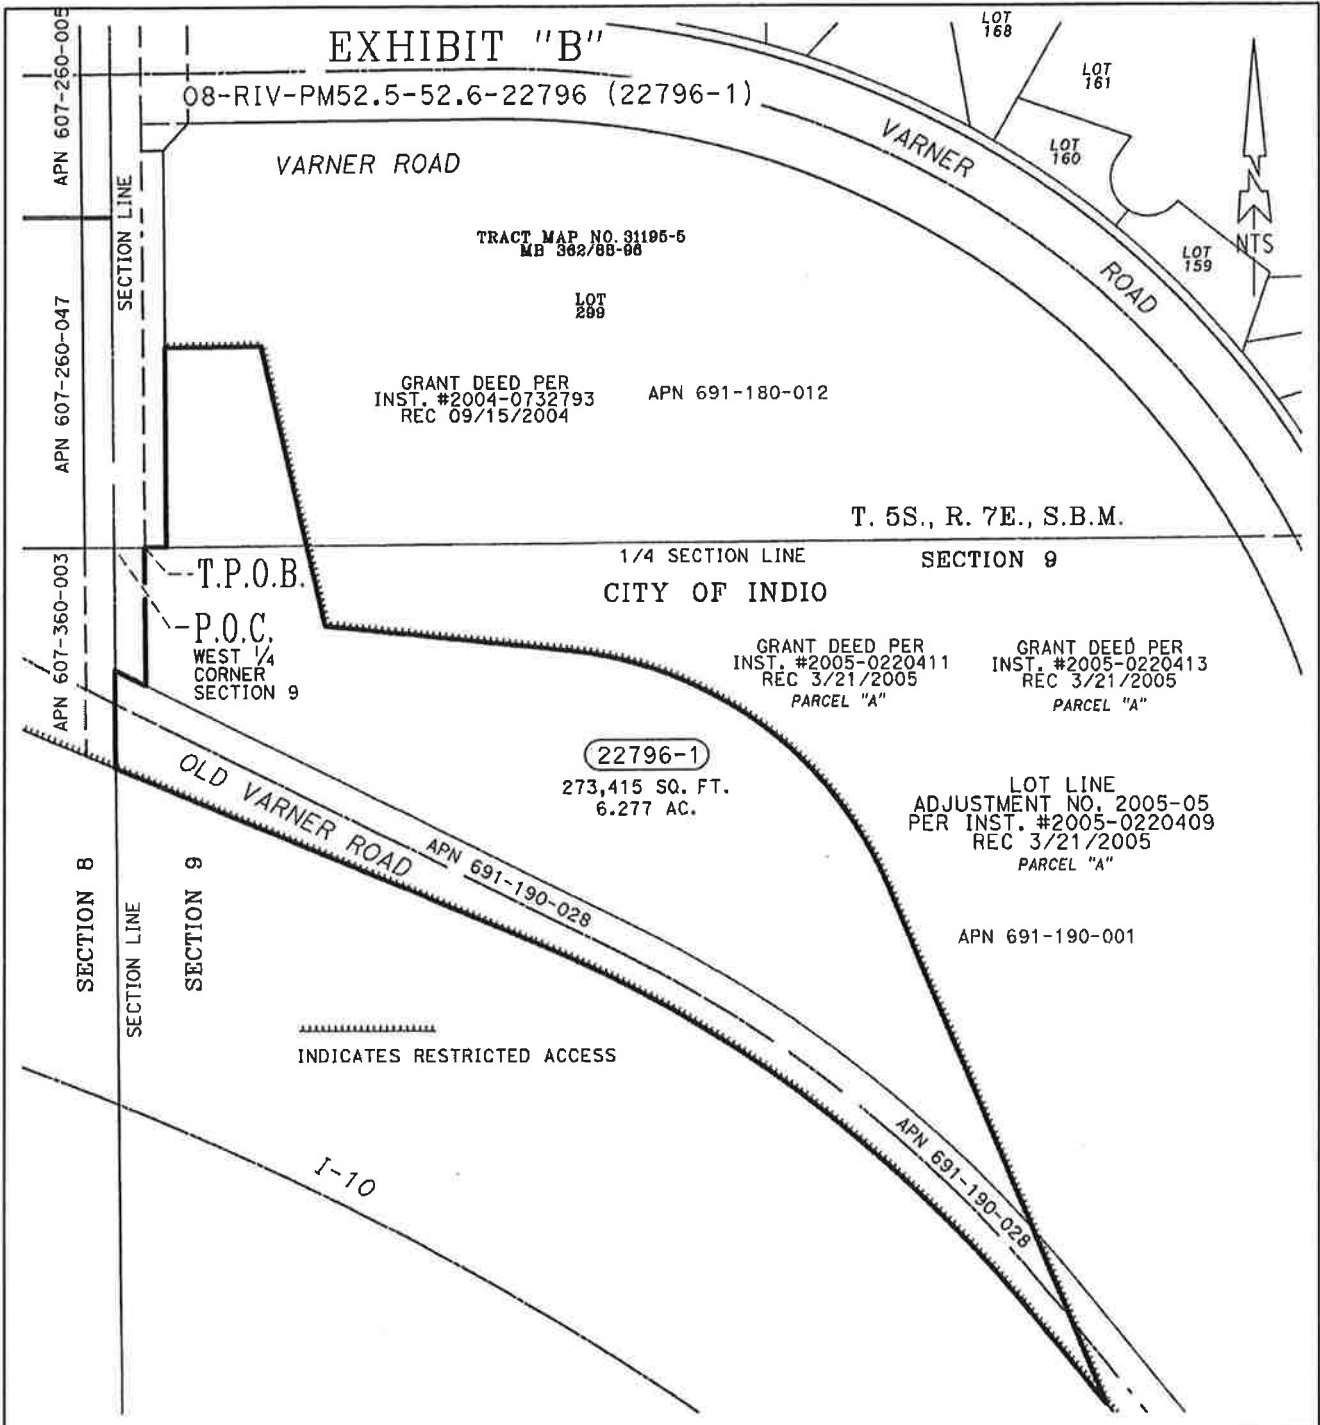 EXHIBIT "B"
08-RIV-PM52.5-52.6-22796 (22796-1)
LOT
168
LOT
161
LOT
160
LOT
159
NTS
VARNER
ROAD
VARNER ROAD
APN 607-260-005
SECTION LINE
APN 607-260-047
TRACT MAP NO. 31195-5
MB 362/88-96
LOT
299
GRANT DEED PER
INST. #2004-0732793
REC 09/15/2004
APN 691-180-012
T. 5S., R. 7E., S.B.M.
1/4 SECTION LINE
SECTION 9
CITY OF INDIO
T.P.O.B.
P.O.C.
WEST 1/4
CORNER
SECTION 9
APN 607-360-003
GRANT DEED PER
INST. #2005-0220411
REC 3/21/2005
PARCEL "A"
GRANT DEED PER
INST. #2005-0220413
REC 3/21/2005
PARCEL "A"
22796-1
273,415 SQ. FT.
6.277 AC.
LOT LINE
ADJUSTMENT NO. 2005-05
PER INST. #2005-0220409
REC 3/21/2005
PARCEL "A"
OLD VARNER ROAD
APN 691-190-028
APN 691-190-001
SECTION 8
SECTION LINE
SECTION 9
INDICATES RESTRICTED ACCESS
APN 691-190-028
I-10